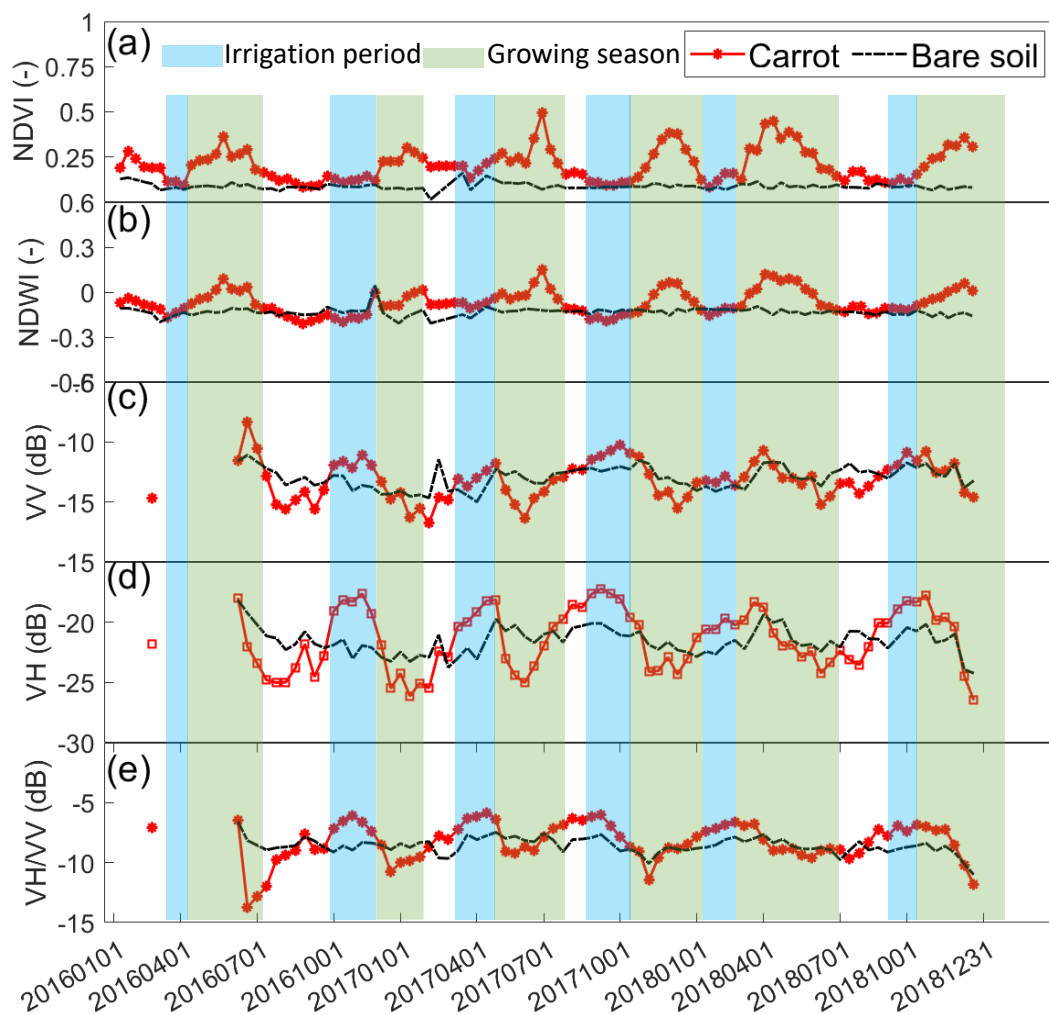 (a) Irrigation period Growing season Carrot Bare soil
NDVI (-)
1
0.75
0.5
0.25
0.6
(b)
NDWI (-)
0.3
0
-0.3
-0.6
(c)
VV (dB)
-10
-15
-15
(d)
VH (dB)
-20
-25
-30
(e)
VH/VV (dB)
-5
-10
-15
20160101 20160401 20160701 20161001 20170101 20170401 20170701 20171001 20180101 20180401 20180701 20181001 20181231